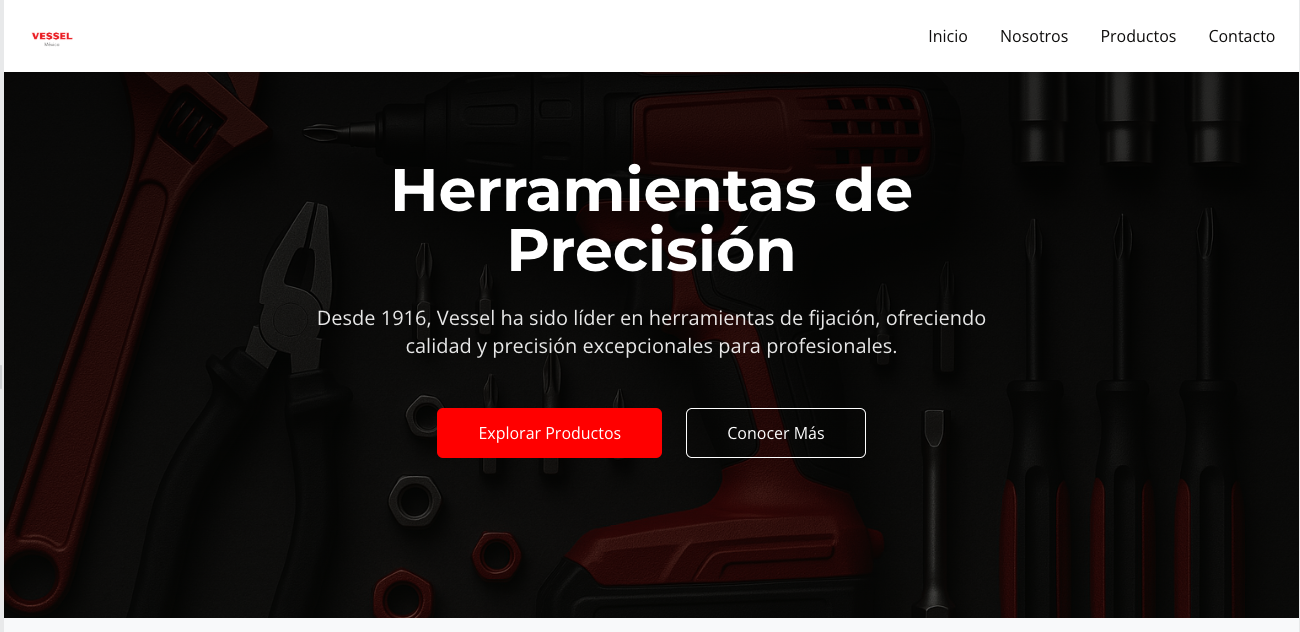 VESSEL
México
Inicio
Nosotros
Productos
Contacto
Herramientas de
Precisión
Desde 1916, Vessel ha sido líder en herramientas de fijación, ofreciendo
calidad y precisión excepcionales para profesionales.
Explorar Productos
Conocer Más